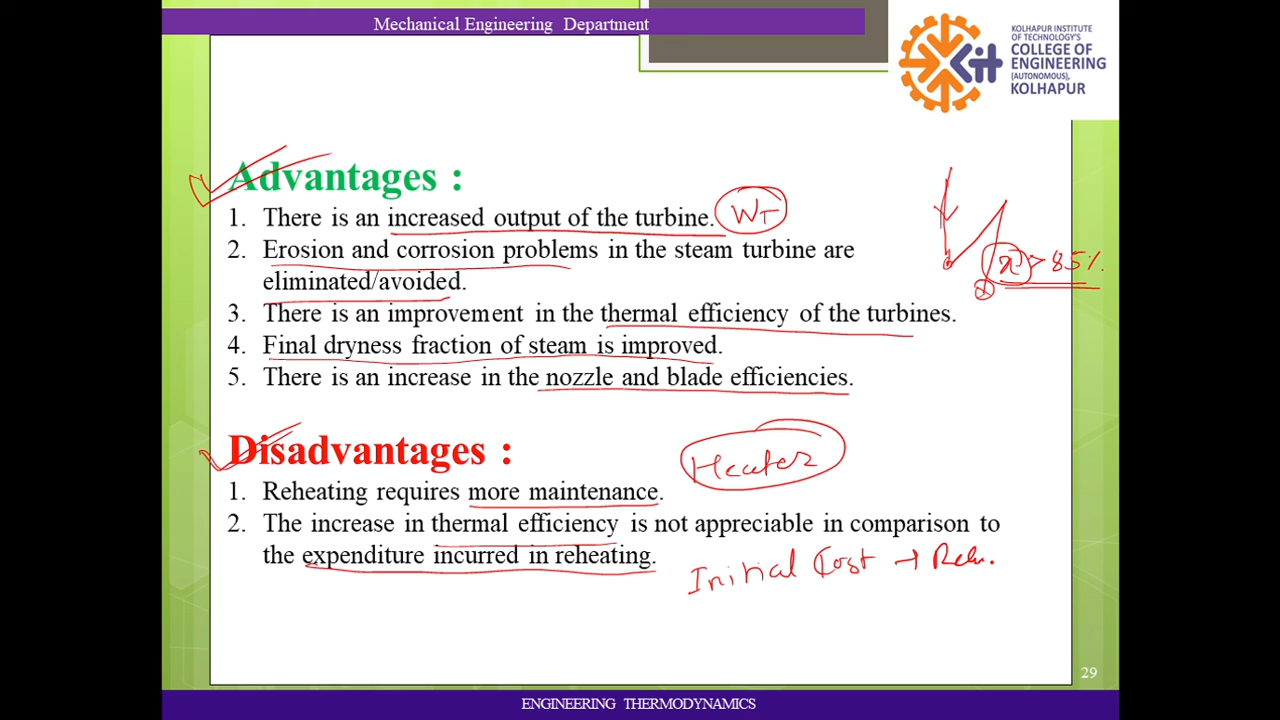 Mechanical Engineering Department
KOLHAPUR INSTITUTE
OF TECHNOLOGY'S
COLLEGE OF
ENGINEERING
(AUTONOMOUS),
KOLHAPUR
Kit
Advantages :
1. There is an increased output of the turbine. WT
2. Erosion and corrosion problems in the steam turbine are
eliminated/avoided.
x > 85%.
3. There is an improvement in the thermal efficiency of the turbines.
4. Final dryness fraction of steam is improved.
5. There is an increase in the nozzle and blade efficiencies.
Disadvantages :
Heater
1. Reheating requires more maintenance.
2. The increase in thermal efficiency is not appreciable in comparison to
the expenditure incurred in reheating.
Initial Cost →
29
ENGINEERING THERMODYNAMICS